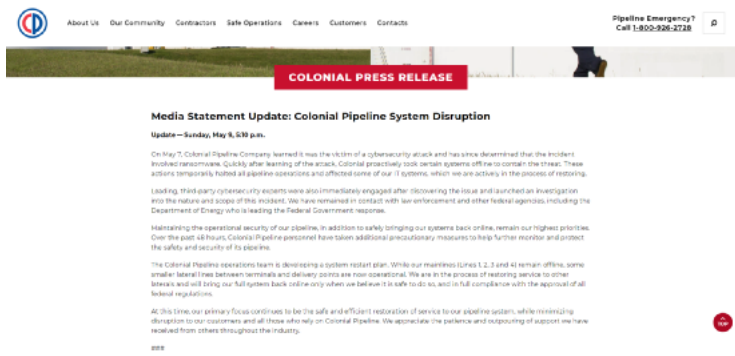 About Us Our Community Contractors Safe Operations Careers Customers Contacts
Pipeline Emergency?
Call 1-800-926-2728
COLONIAL PRESS RELEASE
Media Statement Update: Colonial Pipeline System Disruption
Update — Sunday, May 9, 5:10 p.m.
On May 7, Colonial Pipeline Company learned it was the victim of a cybersecurity attack and has since determined that the incident
involved ransomware. Quickly after learning of the attack, Colonial proactively took certain systems offline to contain the threat. These
actions temporarily halted all pipeline operations and affected some of our IT systems, which we are actively in the process of restoring.
Leading, third-party cybersecurity experts were also immediately engaged after discovering the issue and launched an investigation
into the nature and scope of this incident. We have remained in contact with law enforcement and other federal agencies, including the
Department of Energy who is leading the Federal Government response.
Maintaining the operational security of our pipeline, in addition to safely bringing our systems back online, remain our highest priorities.
Over the past 48 hours, Colonial Pipeline personnel have taken additional precautionary measures to help further monitor and protect
the safety and security of its pipeline.
The Colonial Pipeline operations team is developing a system restart plan. While our mainlines (Lines 1, 2, 3 and 4) remain offline, some
smaller lateral lines between terminals and delivery points are now operational. We are in the process of restoring service to other
laterals and will bring our full system back online only when we believe it is safe to do so, and in full compliance with the approval of all
federal regulations.
At this time, our primary focus continues to be the safe and efficient restoration of service to our pipeline system, while minimizing
disruption to our customers and all those who rely on Colonial Pipeline. We appreciate the patience and outpouring of support we have
received from others throughout the industry.
###
TOP